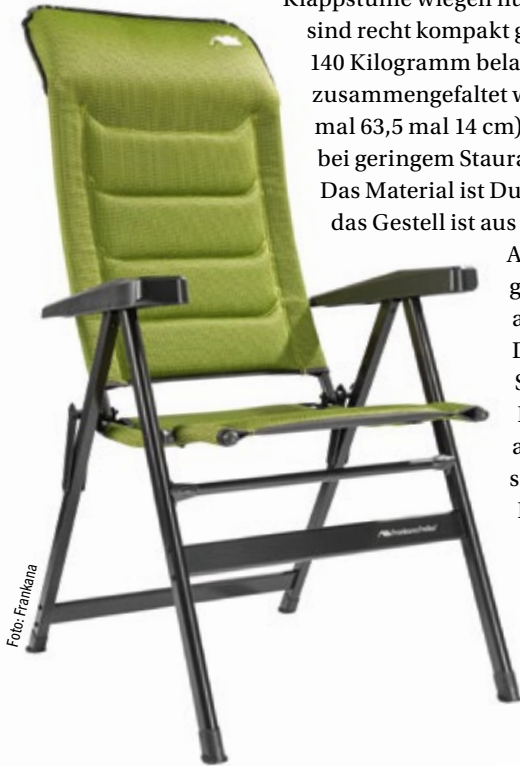 Klappstühle wiegen nu
sind recht kompakt g
140 Kilogramm bela
zusammengefaltet w
mal 63,5 mal 14 cm)
bei geringem Staura
Das Material ist Du
das Gestell ist aus
A
g
a
D
S
a
s
Foto: Frankana